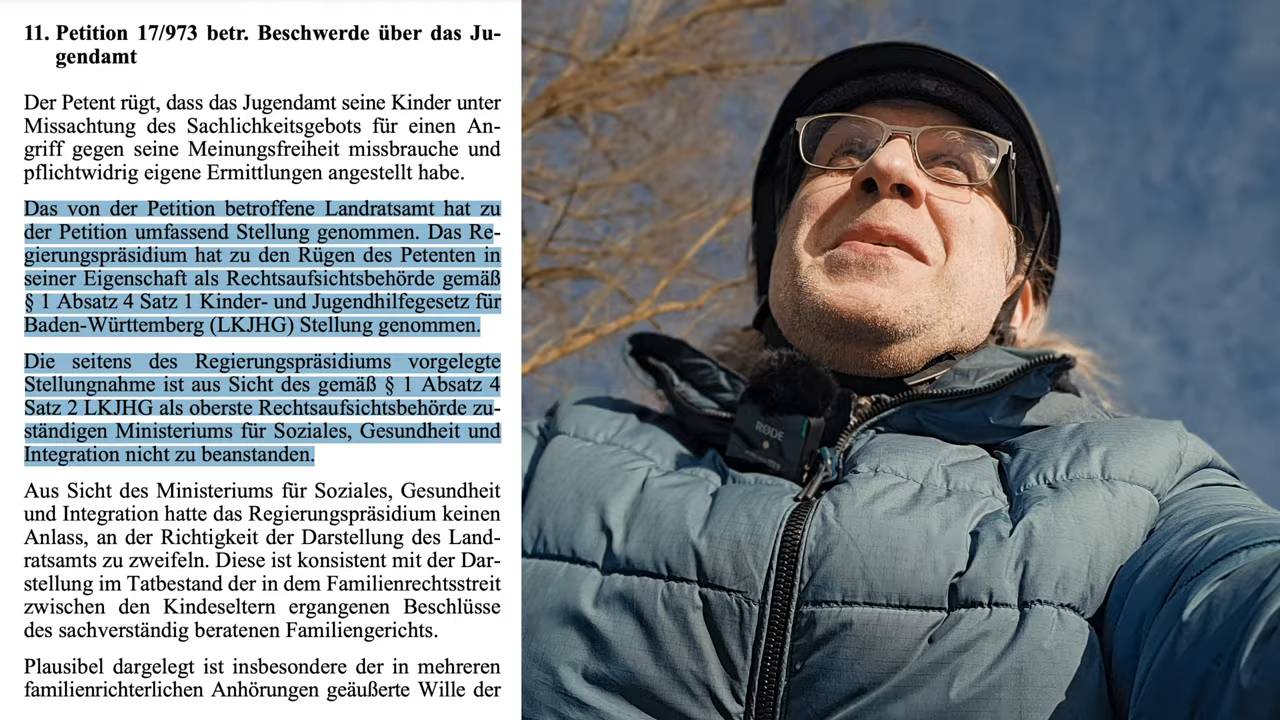 11. Petition 17/973 betr. Beschwerde über das Ju-
gendamt
Der Petent rügt, dass das Jugendamt seine Kinder unter
Missachtung des Sachlichkeitsgebots für einen An-
griff gegen seine Meinungsfreiheit missbrauche und
pflichtwidrig eigene Ermittlungen angestellt habe.
Das von der Petition betroffene Landratsamt hat zu
der Petition umfassend Stellung genommen. Das Re-
gierungspräsidium hat zu den Rügen des Petenten in
seiner Eigenschaft als Rechtsaufsichtsbehörde gemäß
§ 1 Absatz 4 Satz 1 Kinder- und Jugendhilfegesetz für
Baden-Württemberg (LKJHG) Stellung genommen.
Die seitens des Regierungspräsidiums vorgelegte
Stellungnahme ist aus Sicht des gemäß § 1 Absatz 4
Satz 2 LKJHG als oberste Rechtsaufsichtsbehörde zu-
ständigen Ministeriums für Soziales, Gesundheit und
Integration nicht zu beanstanden.
Aus Sicht des Ministeriums für Soziales, Gesundheit
und Integration hatte das Regierungspräsidium keinen
Anlass, an der Richtigkeit der Darstellung des Land-
ratsamts zu zweifeln. Diese ist konsistent mit der Dar-
stellung im Tatbestand der in dem Familienrechtsstreit
zwischen den Kindeseltern ergangenen Beschlüsse
des sachverständig beratenen Familiengerichts.
Plausibel dargelegt ist insbesondere der in mehreren
familienrichterlichen Anhörungen geäußerte Wille der
RØDE